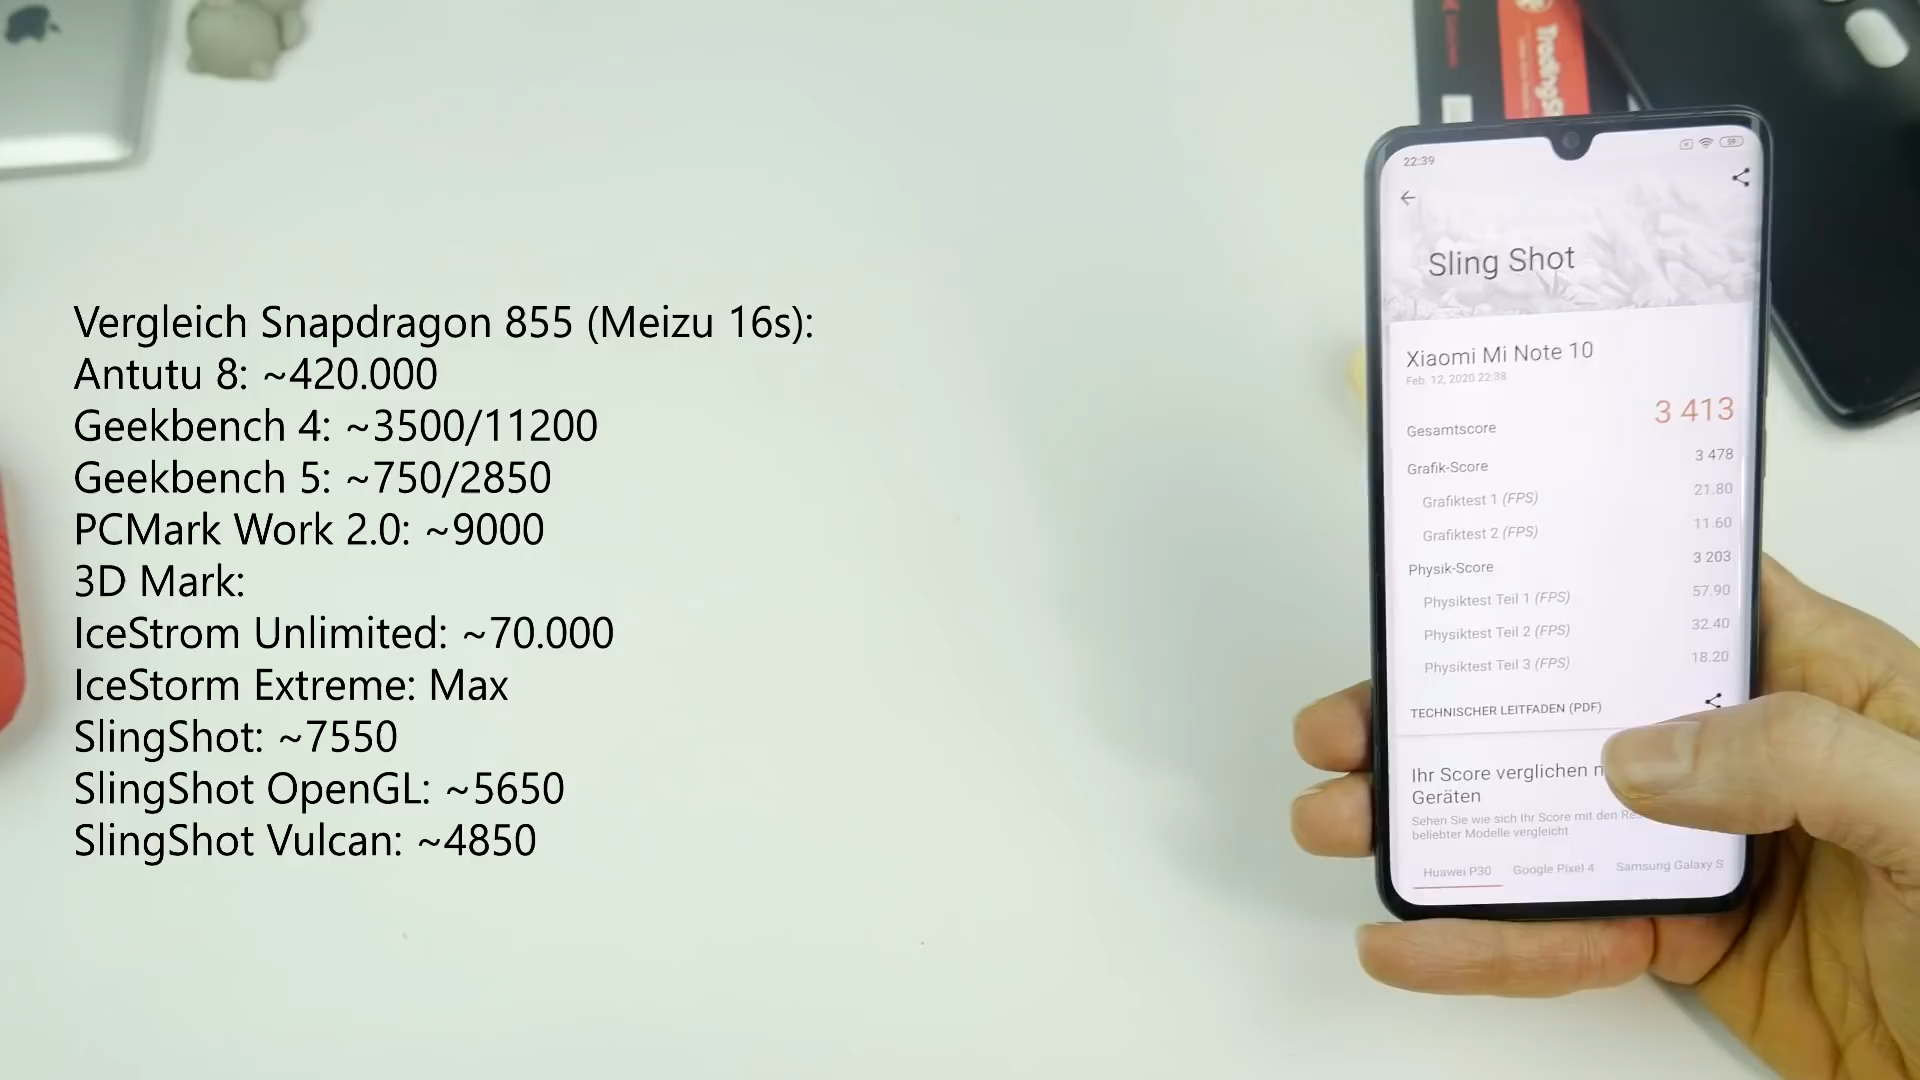 Vergleich Snapdragon 855 (Meizu 16s):
Antutu 8: ~420.000
Geekbench 4: ~3500/11200
Geekbench 5: ~750/2850
PCMark Work 2.0: ~9000
3D Mark:
IceStrom Unlimited: ~70.000
IceStorm Extreme: Max
SlingShot: ~7550
SlingShot OpenGL: ~5650
SlingShot Vulcan: ~4850
22:39
Sling Shot
Xiaomi Mi Note 10
Feb. 12, 2020 22:38
Gesamtscore 3 413
Grafik-Score 3 478
Grafiktest 1 (FPS) 21.80
Grafiktest 2 (FPS) 11.60
Physik-Score 3 203
Physiktest Teil 1 (FPS) 57.90
Physiktest Teil 2 (FPS) 32.40
Physiktest Teil 3 (FPS) 18.20
TECHNISCHER LEITFADEN (PDF)
Ihr Score verglichen
Geräten
Sehen Sie wie sich Ihr Score mit den
beliebter Modelle vergleicht
Huawei P30 Google Pixel 4 Samsung Galaxy S